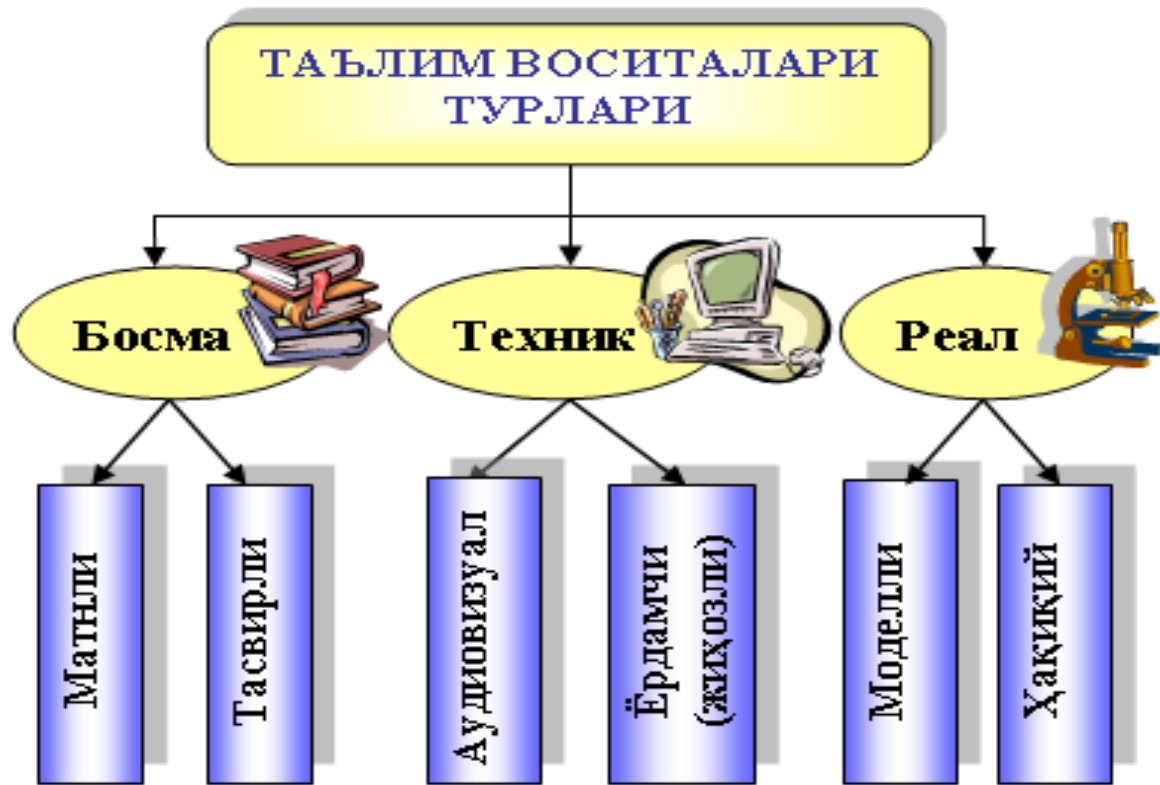 ТАЪЛИМ ВОСИТАЛАРИ
ТУРЛАРИ
Босма
Техник
Реал
Матнли
Тасвирли
Аудиовизуал
Ёрдамчи
(жиҳозли)
Моделли
Ҳақиқий